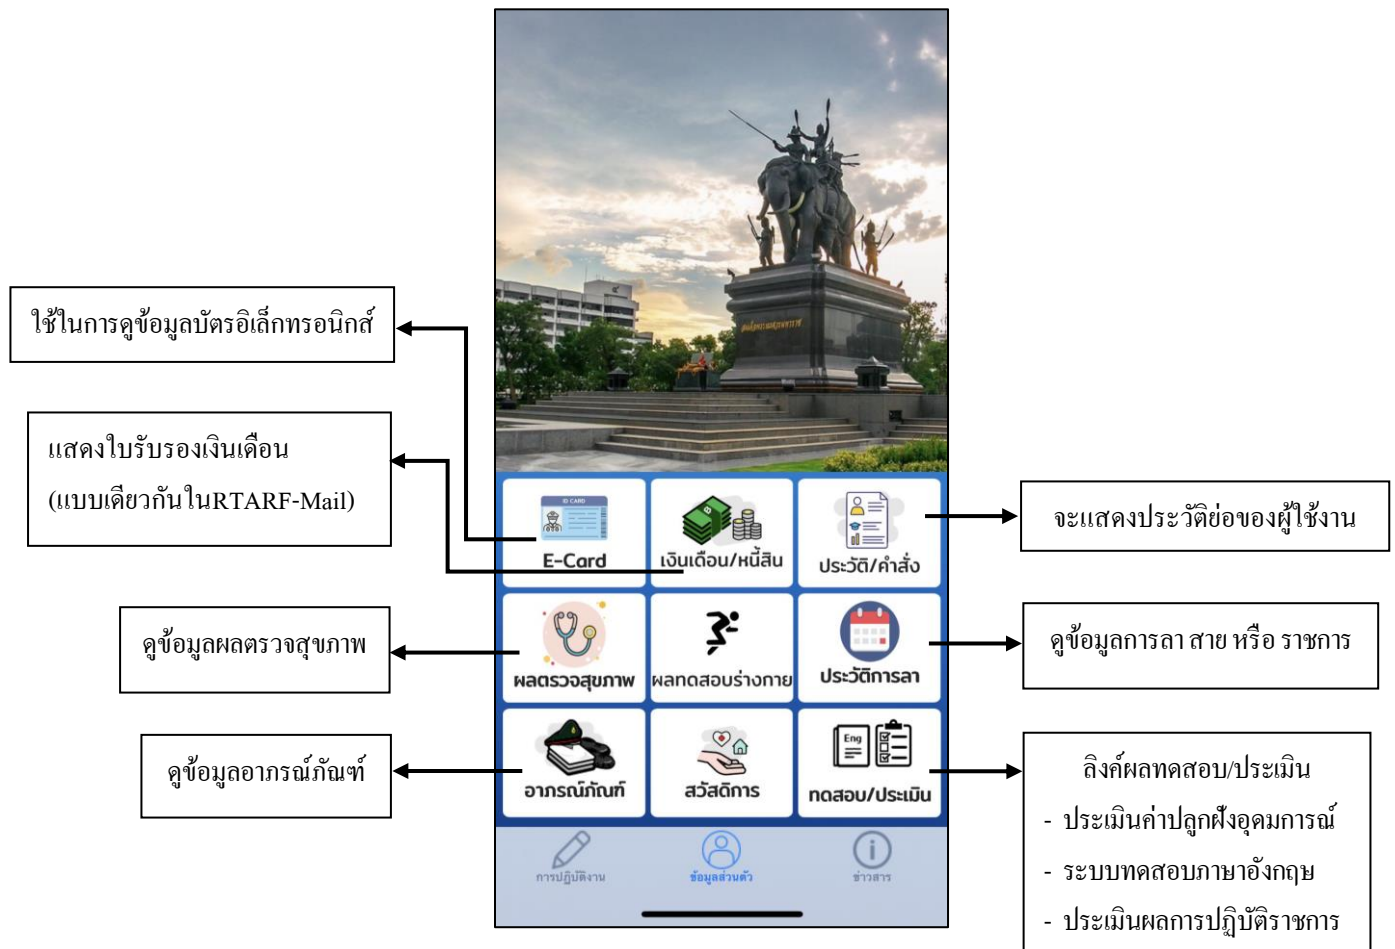 ใช้ในการดูข้อมูลบัตรอิเล็กทรอนิกส์
แสดงใบรับรองเงินเดือน
(แบบเดียวกันในRTARF-Mail)
ดูข้อมูลผลตรวจสุขภาพ
ดูข้อมูลอาภรณ์ภัณฑ์
ID CARD
E-Card
เงินเดือน/หนี้สิน
ประวัติ/คำสั่ง
ผลตรวจสุขภาพ
ผลทดสอบร่างกาย
ประวัติการลา
อาภรณ์ภัณฑ์
สวัสดิการ
Eng
ทดสอบ/ประเมิน
การปฏิบัติงาน
ข้อมูลส่วนตัว
ข่าวสาร
จะแสดงประวัติย่อของผู้ใช้งาน
ดูข้อมูลการลา สาย หรือ ราชการ
ลิงค์ผลทดสอบ/ประเมิน
- ประเมินค่าปลูกฝังอุดมการณ์
- ระบบทดสอบภาษาอังกฤษ
- ประเมินผลการปฏิบัติราชการ